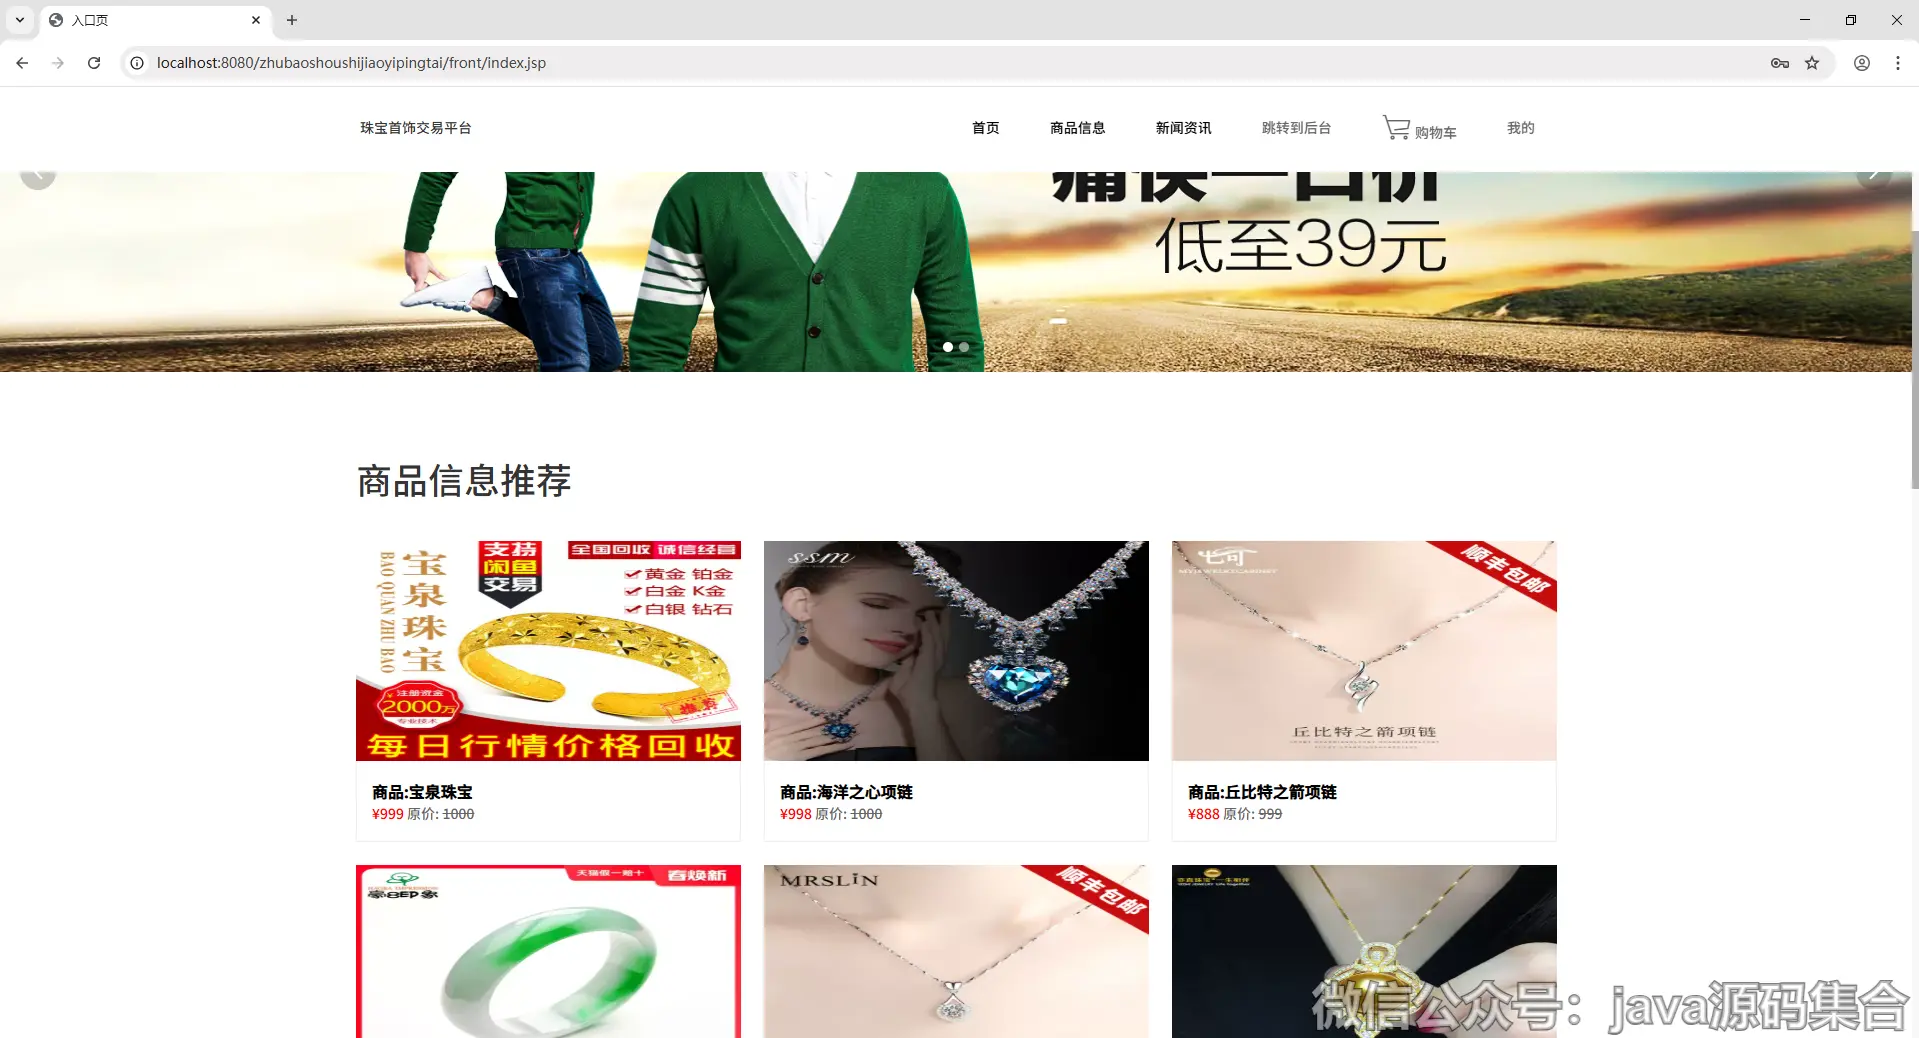 入口页
localhost:8080/zhubaoshoushijiaoyipingtai/front/index.jsp
珠宝首饰交易平台
首页
商品信息
新闻资讯
跳转到后台
购物车
我的
痛快一口价
低至39元
商品信息推荐
宝泉珠宝
BAO QUAN ZHU BAO
支持
闲鱼
交易
全国回收 诚信经营
黄金 铂金
白金 K金
白银 钻石
注册资金
2000万
专业技术
推荐
每日行情价格回收
商品:宝泉珠宝
¥999 原价: 1000
ssm
商品:海洋之心项链
¥998 原价: 1000
七可
顺丰包邮
丘比特之箭项链
商品:丘比特之箭项链
¥888 原价: 999
天猫假一赔十
春焕新
MRSLiN
顺丰包邮
微信公众号：java源码集合